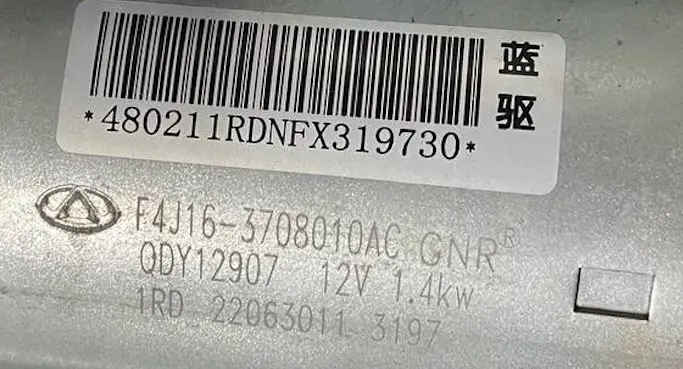 *480211RDNFX319730*
蓝驱
F4J16-3708010AC GNR®
QDY12907 12V 1.4kw
1RD 22063011 3197